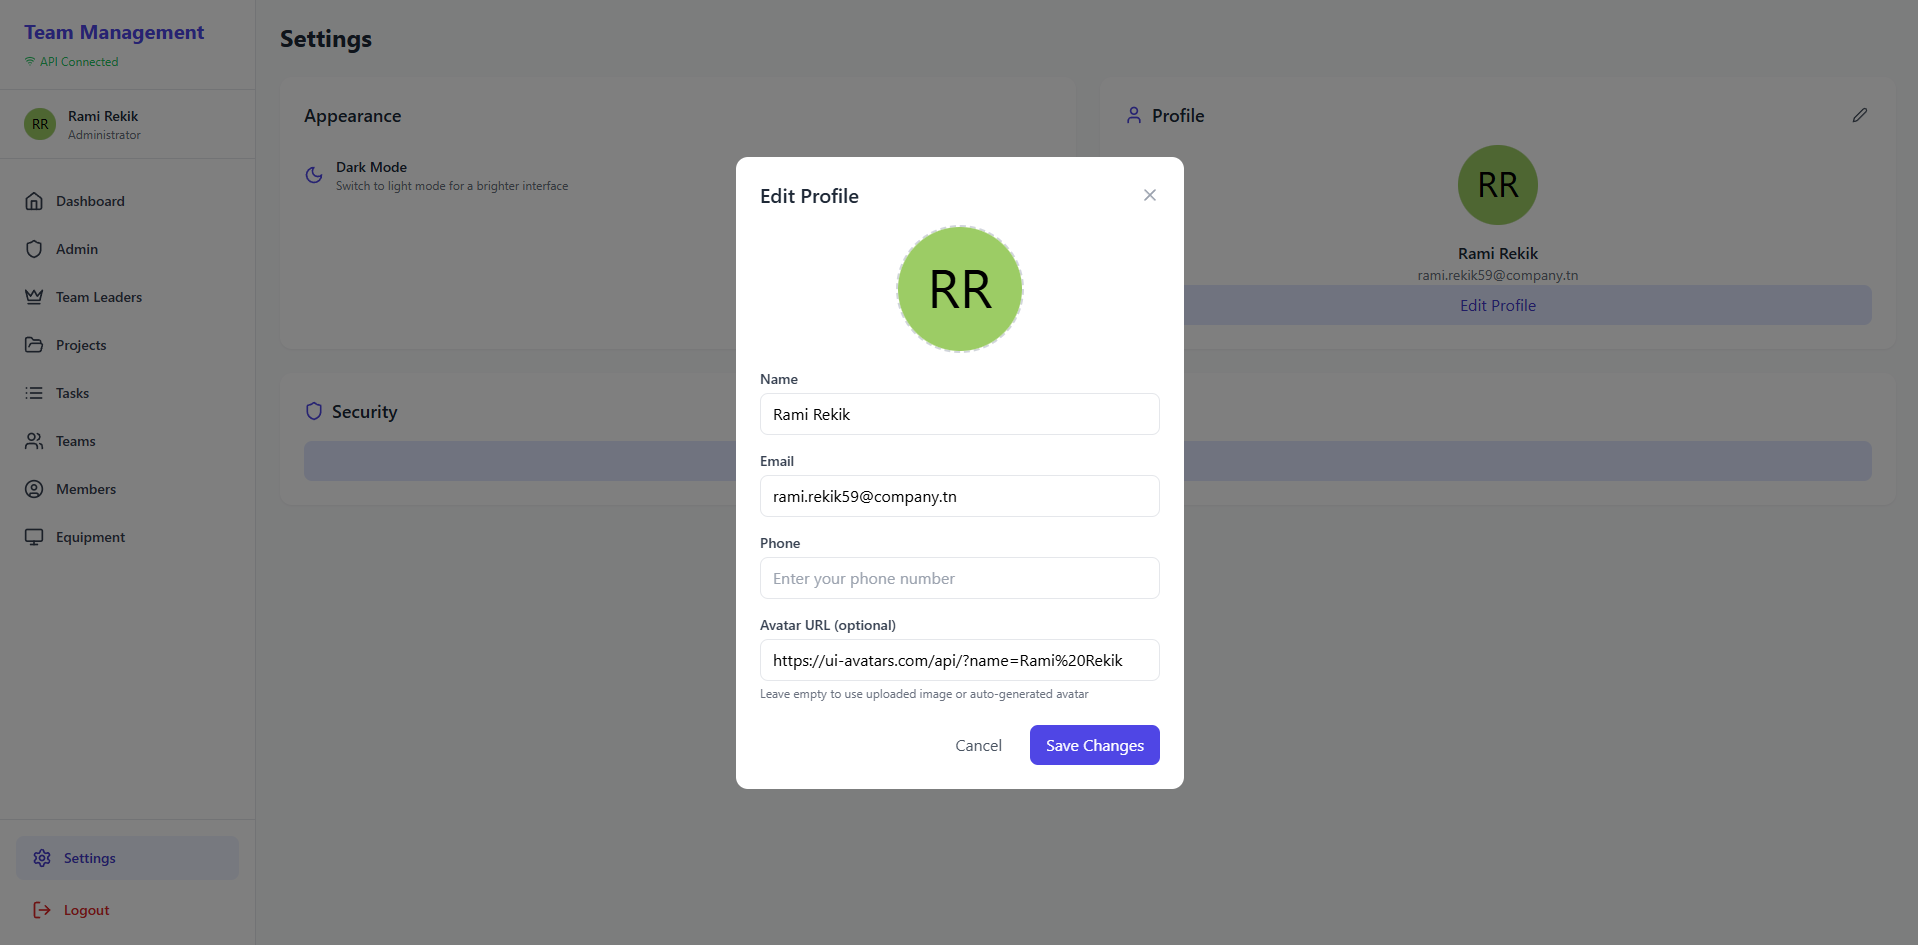 Team Management
API Connected
RR
Rami Rekik
Administrator
Dashboard
Admin
Team Leaders
Projects
Tasks
Teams
Members
Equipment
Settings
Logout
Settings
Appearance
Dark Mode
Switch to light mode for a brighter interface
Profile
RR
Rami Rekik
rami.rekik59@company.tn
Edit Profile
Security
Edit Profile
RR
Name
Rami Rekik
Email
rami.rekik59@company.tn
Phone
Enter your phone number
Avatar URL (optional)
https://ui-avatars.com/api/?name=Rami%20Rekik
Leave empty to use uploaded image or auto-generated avatar
Cancel
Save Changes